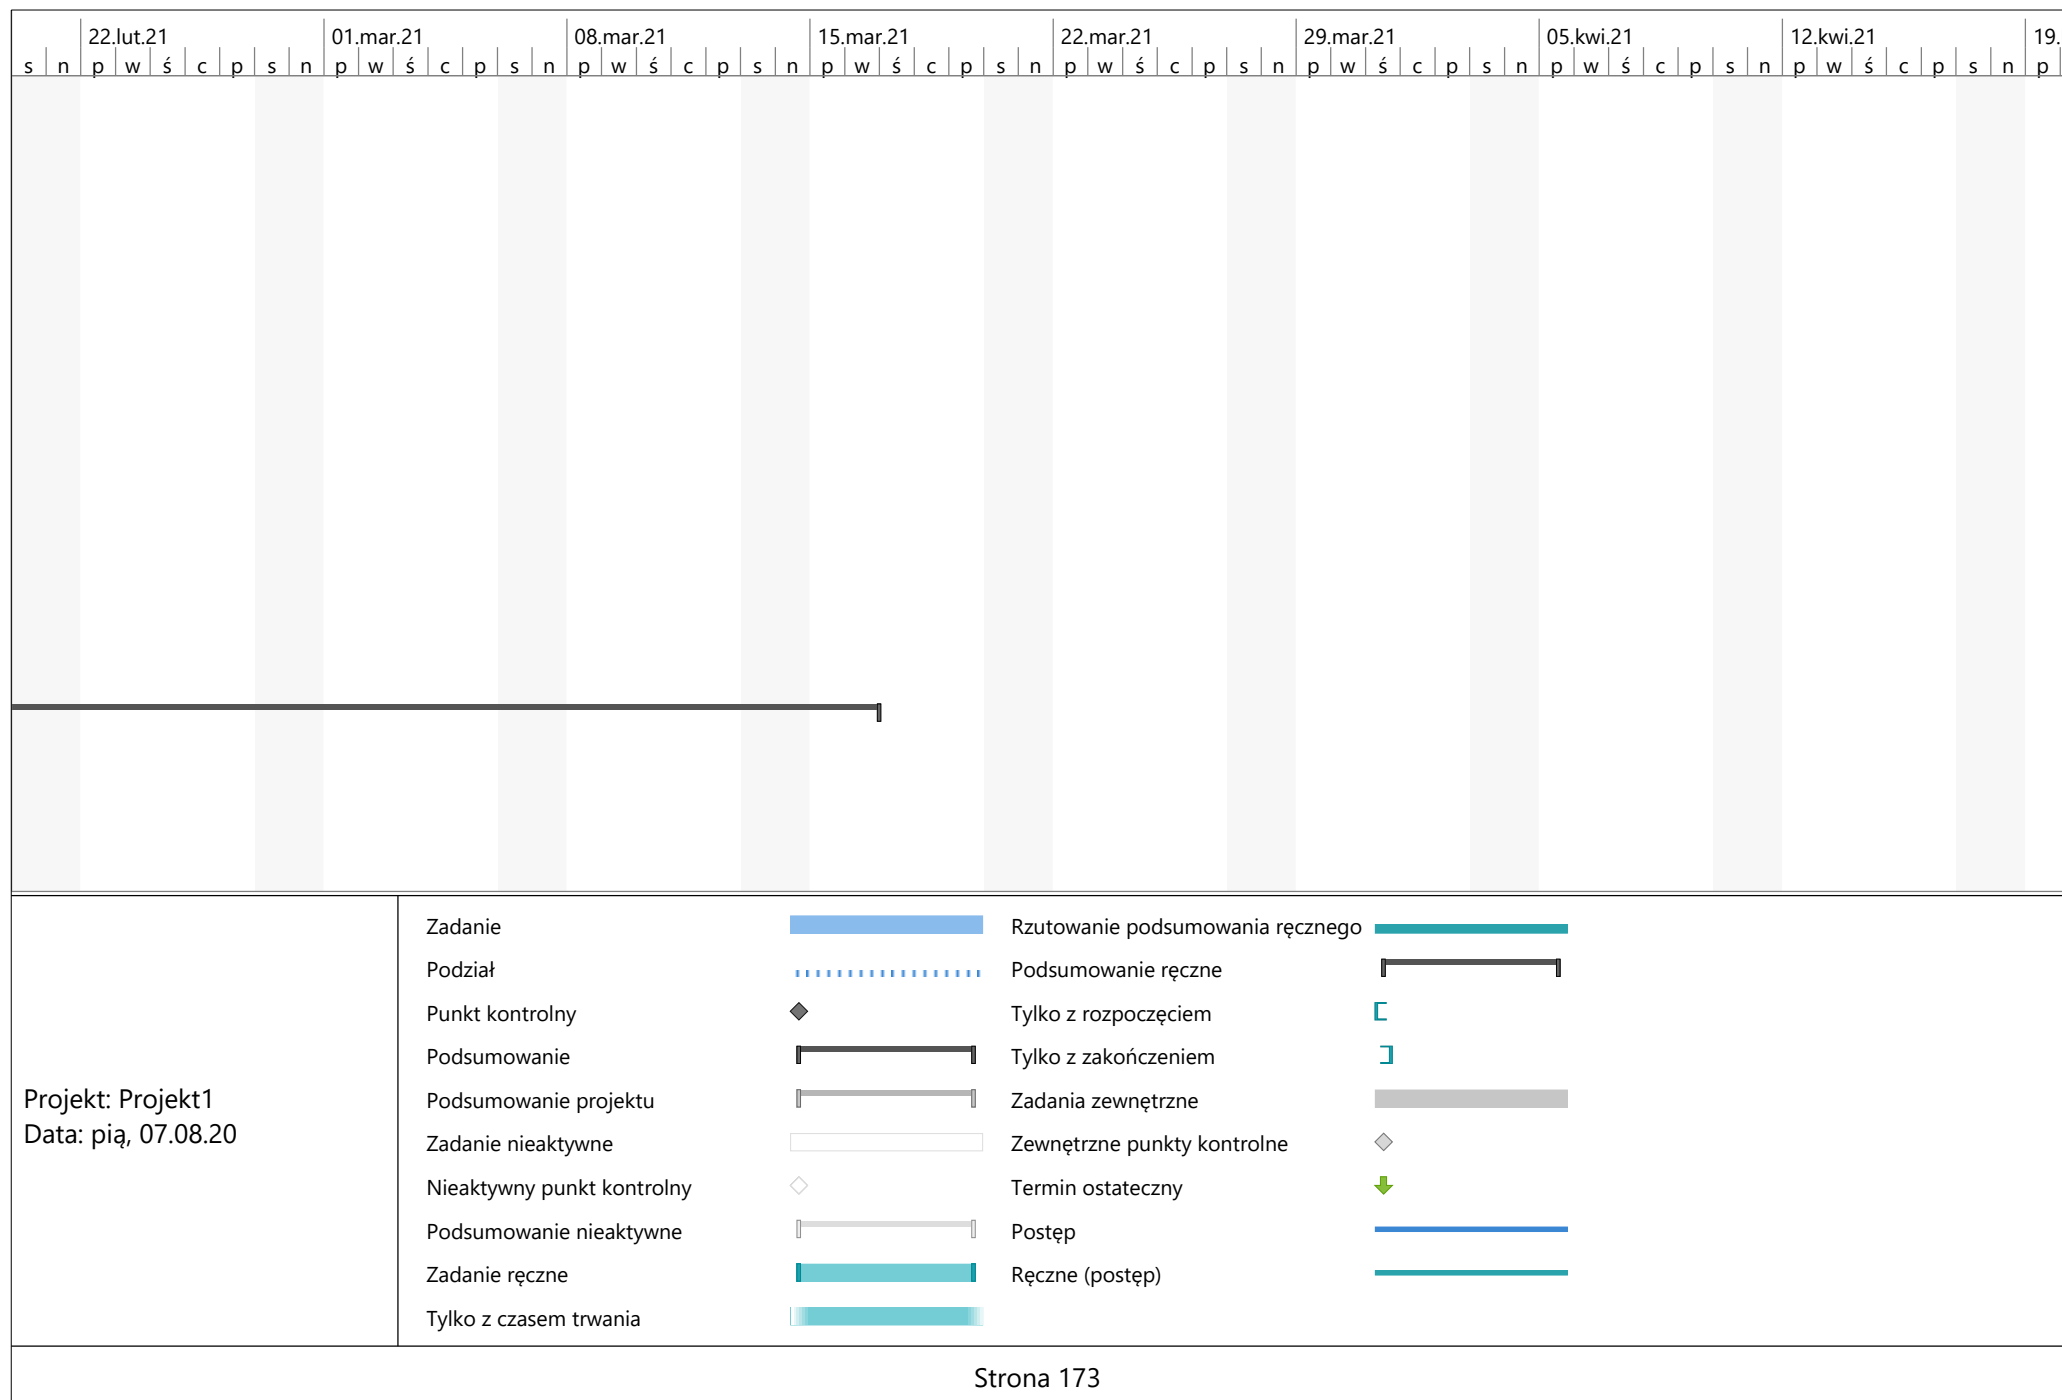 22.lut.21 01.mar.21 08.mar.21 15.mar.21 22.mar.21 29.mar.21 05.kwi.21 12.kwi.21 19.
s n p w ś c p s n p w ś c p s n p w ś c p s n p w ś c p s n p w ś c p s n p w ś c p s n p w ś c p s n p w ś c p s n p
Zadanie
Podział
Punkt kontrolny
Podsumowanie
Podsumowanie projektu
Zadanie nieaktywne
Nieaktywny punkt kontrolny
Podsumowanie nieaktywne
Zadanie ręczne
Tylko z czasem trwania
Rzutowanie podsumowania ręcznego
Podsumowanie ręczne
Tylko z rozpoczęciem
Tylko z zakończeniem
Zadania zewnętrzne
Zewnętrzne punkty kontrolne
Termin ostateczny
Postęp
Ręczne (postęp)
Projekt: Projekt1
Data: pią, 07.08.20
Strona 173